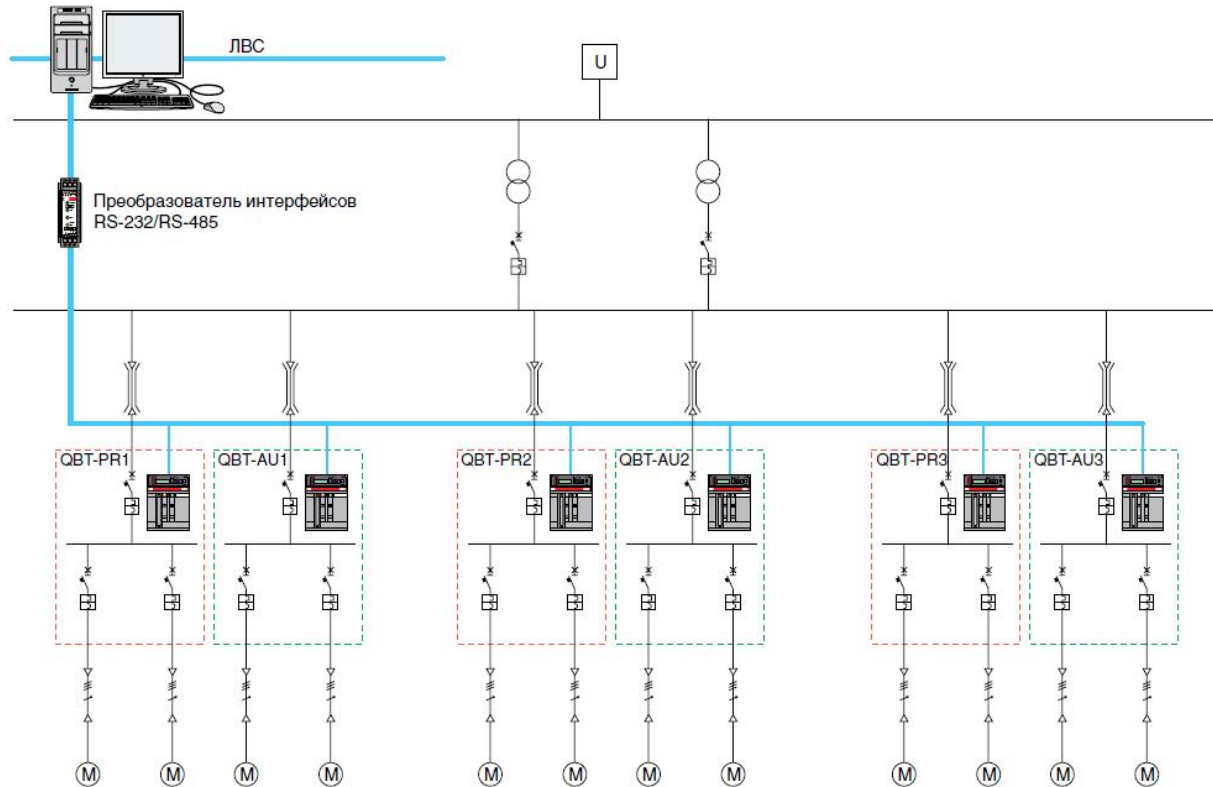 ЛВС
U
Преобразователь интерфейсов
RS-232/RS-485
QBT-PR1
QBT-AU1
QBT-PR2
QBT-AU2
QBT-PR3
QBT-AU3
M
M
M
M
M
M
M
M
M
M
M
M